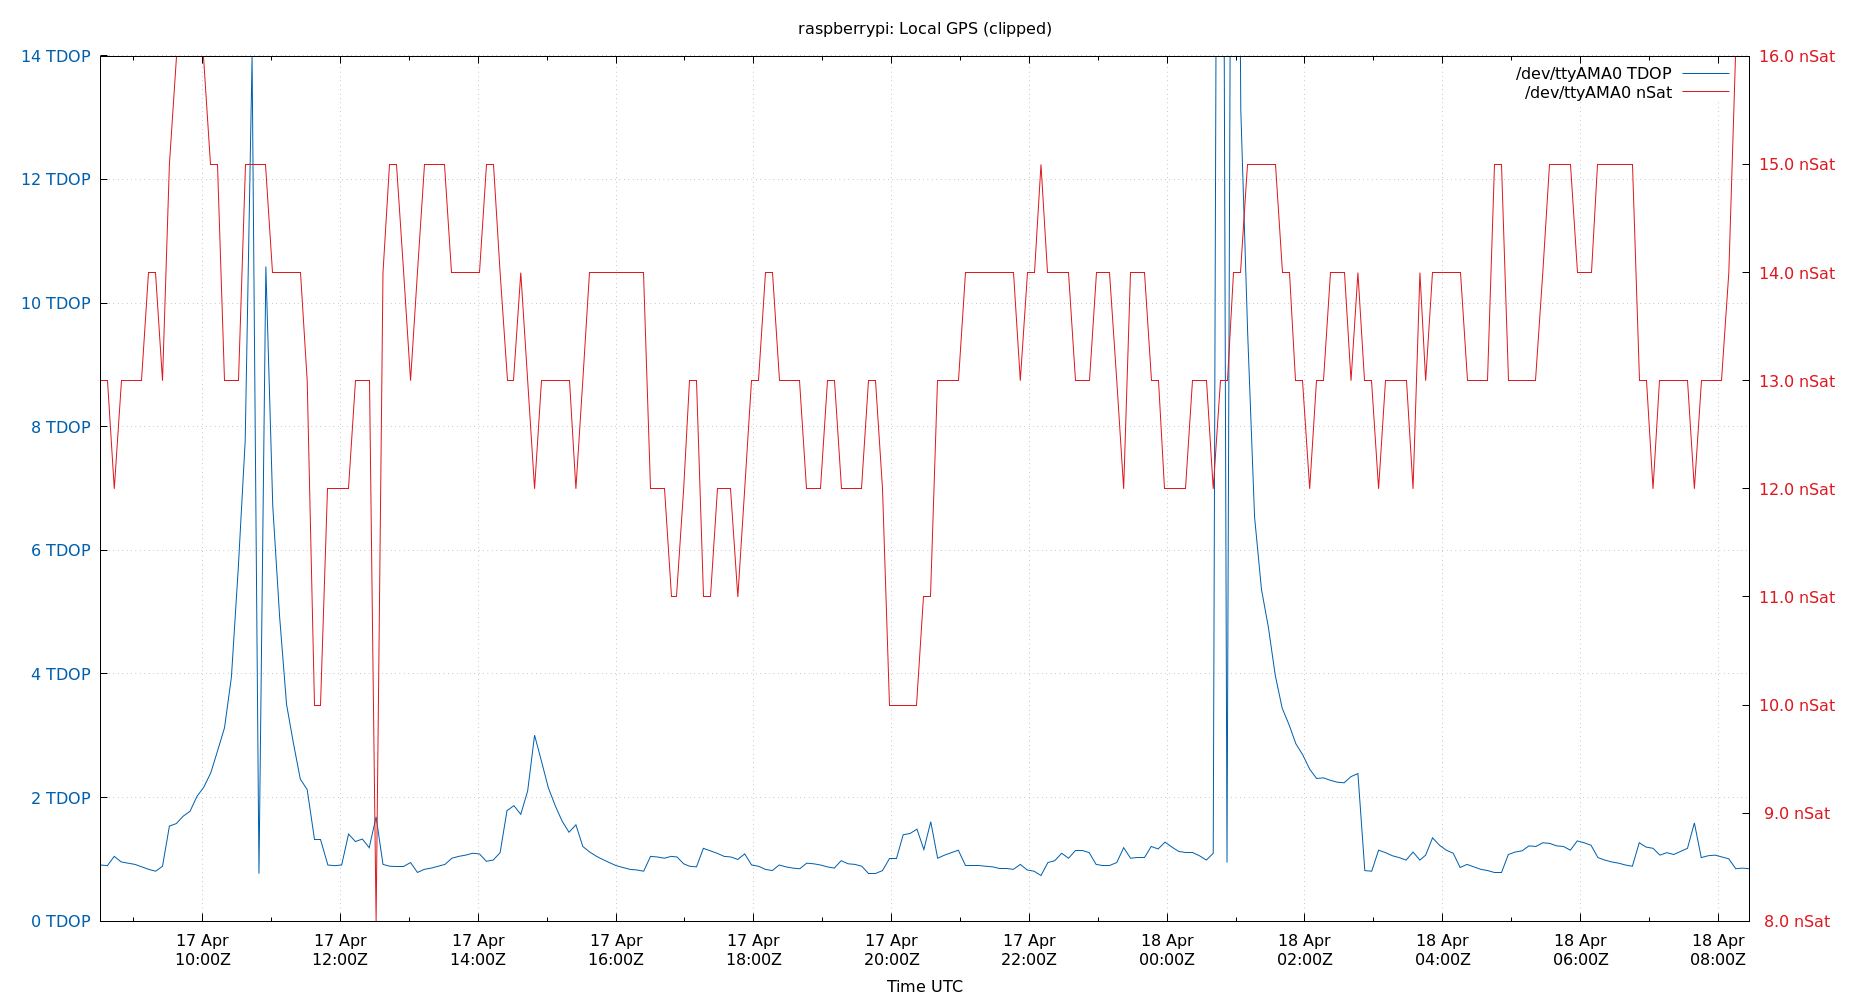 raspberrypi: Local GPS (clipped)
14 TDOP
12 TDOP
10 TDOP
8 TDOP
6 TDOP
4 TDOP
2 TDOP
0 TDOP
/dev/ttyAMA0 TDOP
/dev/ttyAMA0 nSat
16.0 nSat
15.0 nSat
14.0 nSat
13.0 nSat
12.0 nSat
11.0 nSat
10.0 nSat
9.0 nSat
8.0 nSat
17 Apr 17 Apr 17 Apr 17 Apr 17 Apr 17 Apr 17 Apr 18 Apr 18 Apr 18 Apr 18 Apr 18 Apr
10:00Z 12:00Z 14:00Z 16:00Z 18:00Z 20:00Z 22:00Z 00:00Z 02:00Z 04:00Z 06:00Z 08:00Z
Time UTC